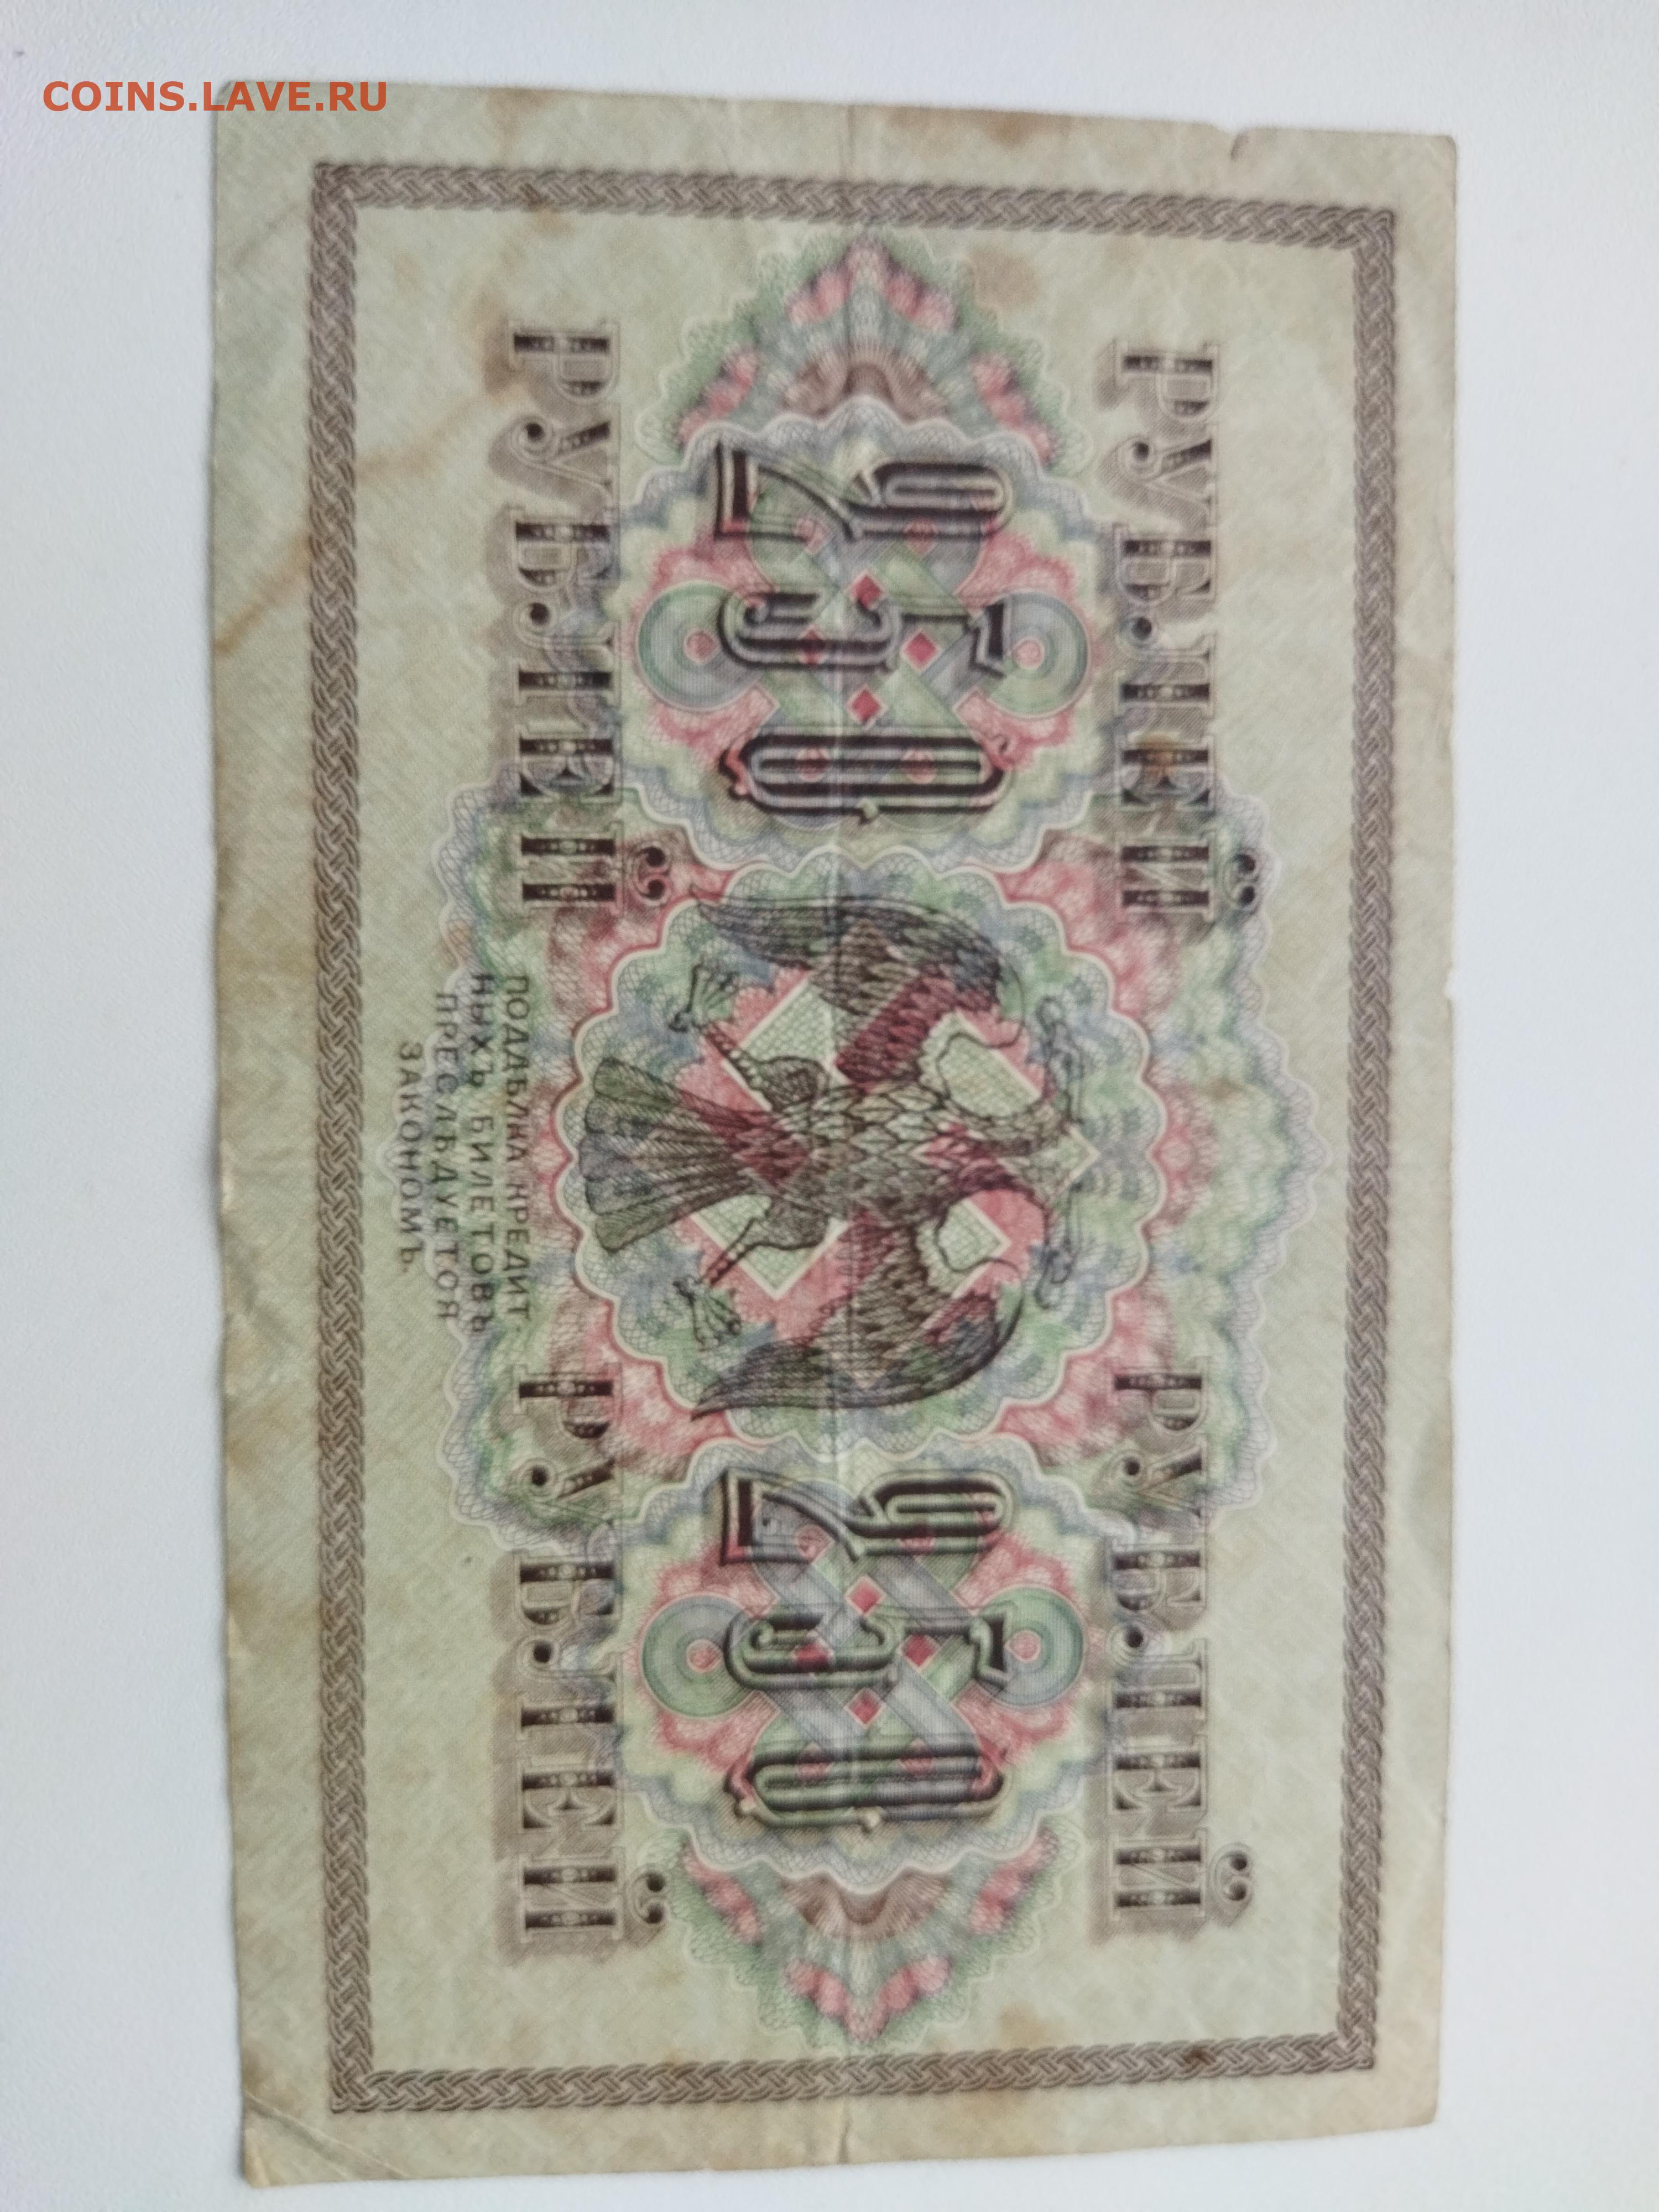 COINS.LAVE.RU
РУБЛЕЙ РУБЛЕЙ
250 250
РУБЛЕЙ РУБЛЕЙ
ПОДДѢЛКА КРЕДИТ-
НЫХЪ БИЛЕТОВЪ
ПРЕСЛѢДУЕТСЯ
ЗАКОНОМЪ.